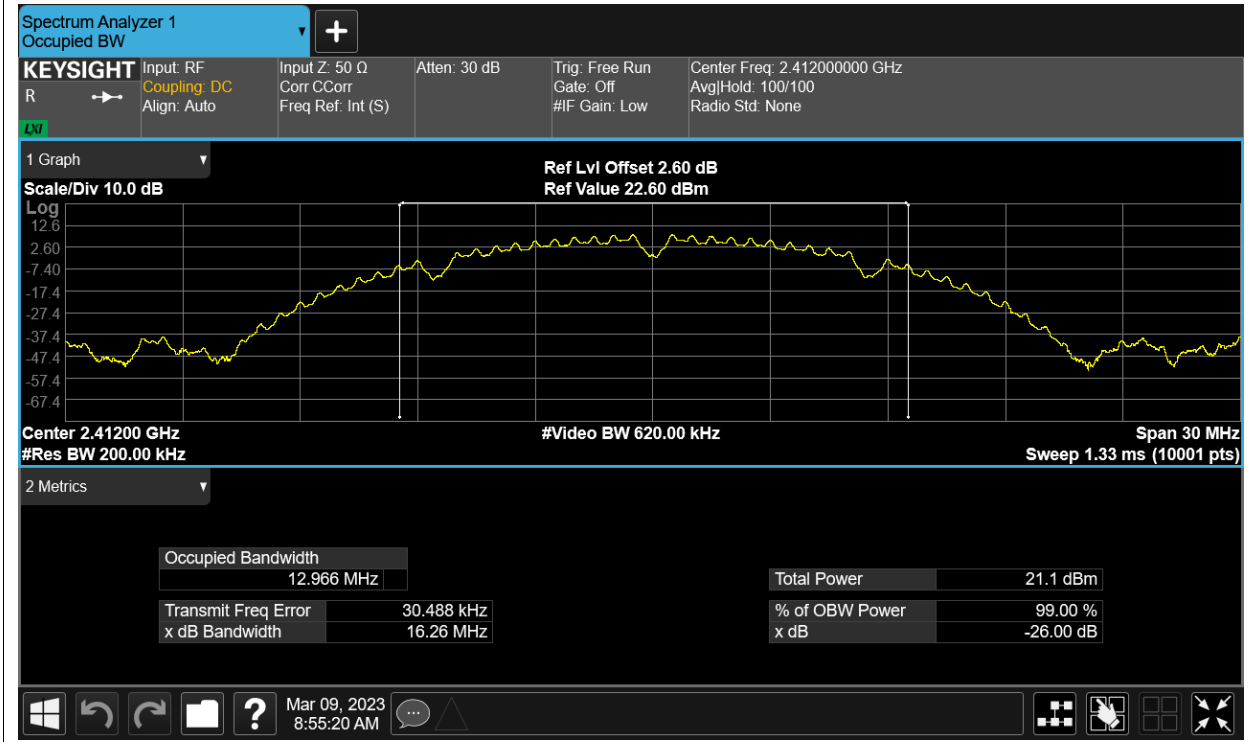 Spectrum Analyzer 1
Occupied BW
KEYSIGHT
R
LXI
Input: RF
Coupling: DC
Align: Auto
Input Z: 50 Ω
Corr CCorr
Freq Ref: Int (S)
Atten: 30 dB
Trig: Free Run
Gate: Off
#IF Gain: Low
Center Freq: 2.412000000 GHz
Avg|Hold: 100/100
Radio Std: None
1 Graph
Scale/Div 10.0 dB
Ref Lvl Offset 2.60 dB
Ref Value 22.60 dBm
Log
12.6
2.60
-7.40
-17.4
-27.4
-37.4
-47.4
-57.4
-67.4
Center 2.41200 GHz
#Video BW 620.00 kHz
Span 30 MHz
#Res BW 200.00 kHz
Sweep 1.33 ms (10001 pts)
2 Metrics
Occupied Bandwidth
12.966 MHz
Total Power 21.1 dBm
Transmit Freq Error 30.488 kHz
% of OBW Power 99.00 %
x dB Bandwidth 16.26 MHz
x dB -26.00 dB
?
Mar 09, 2023
8:55:20 AM